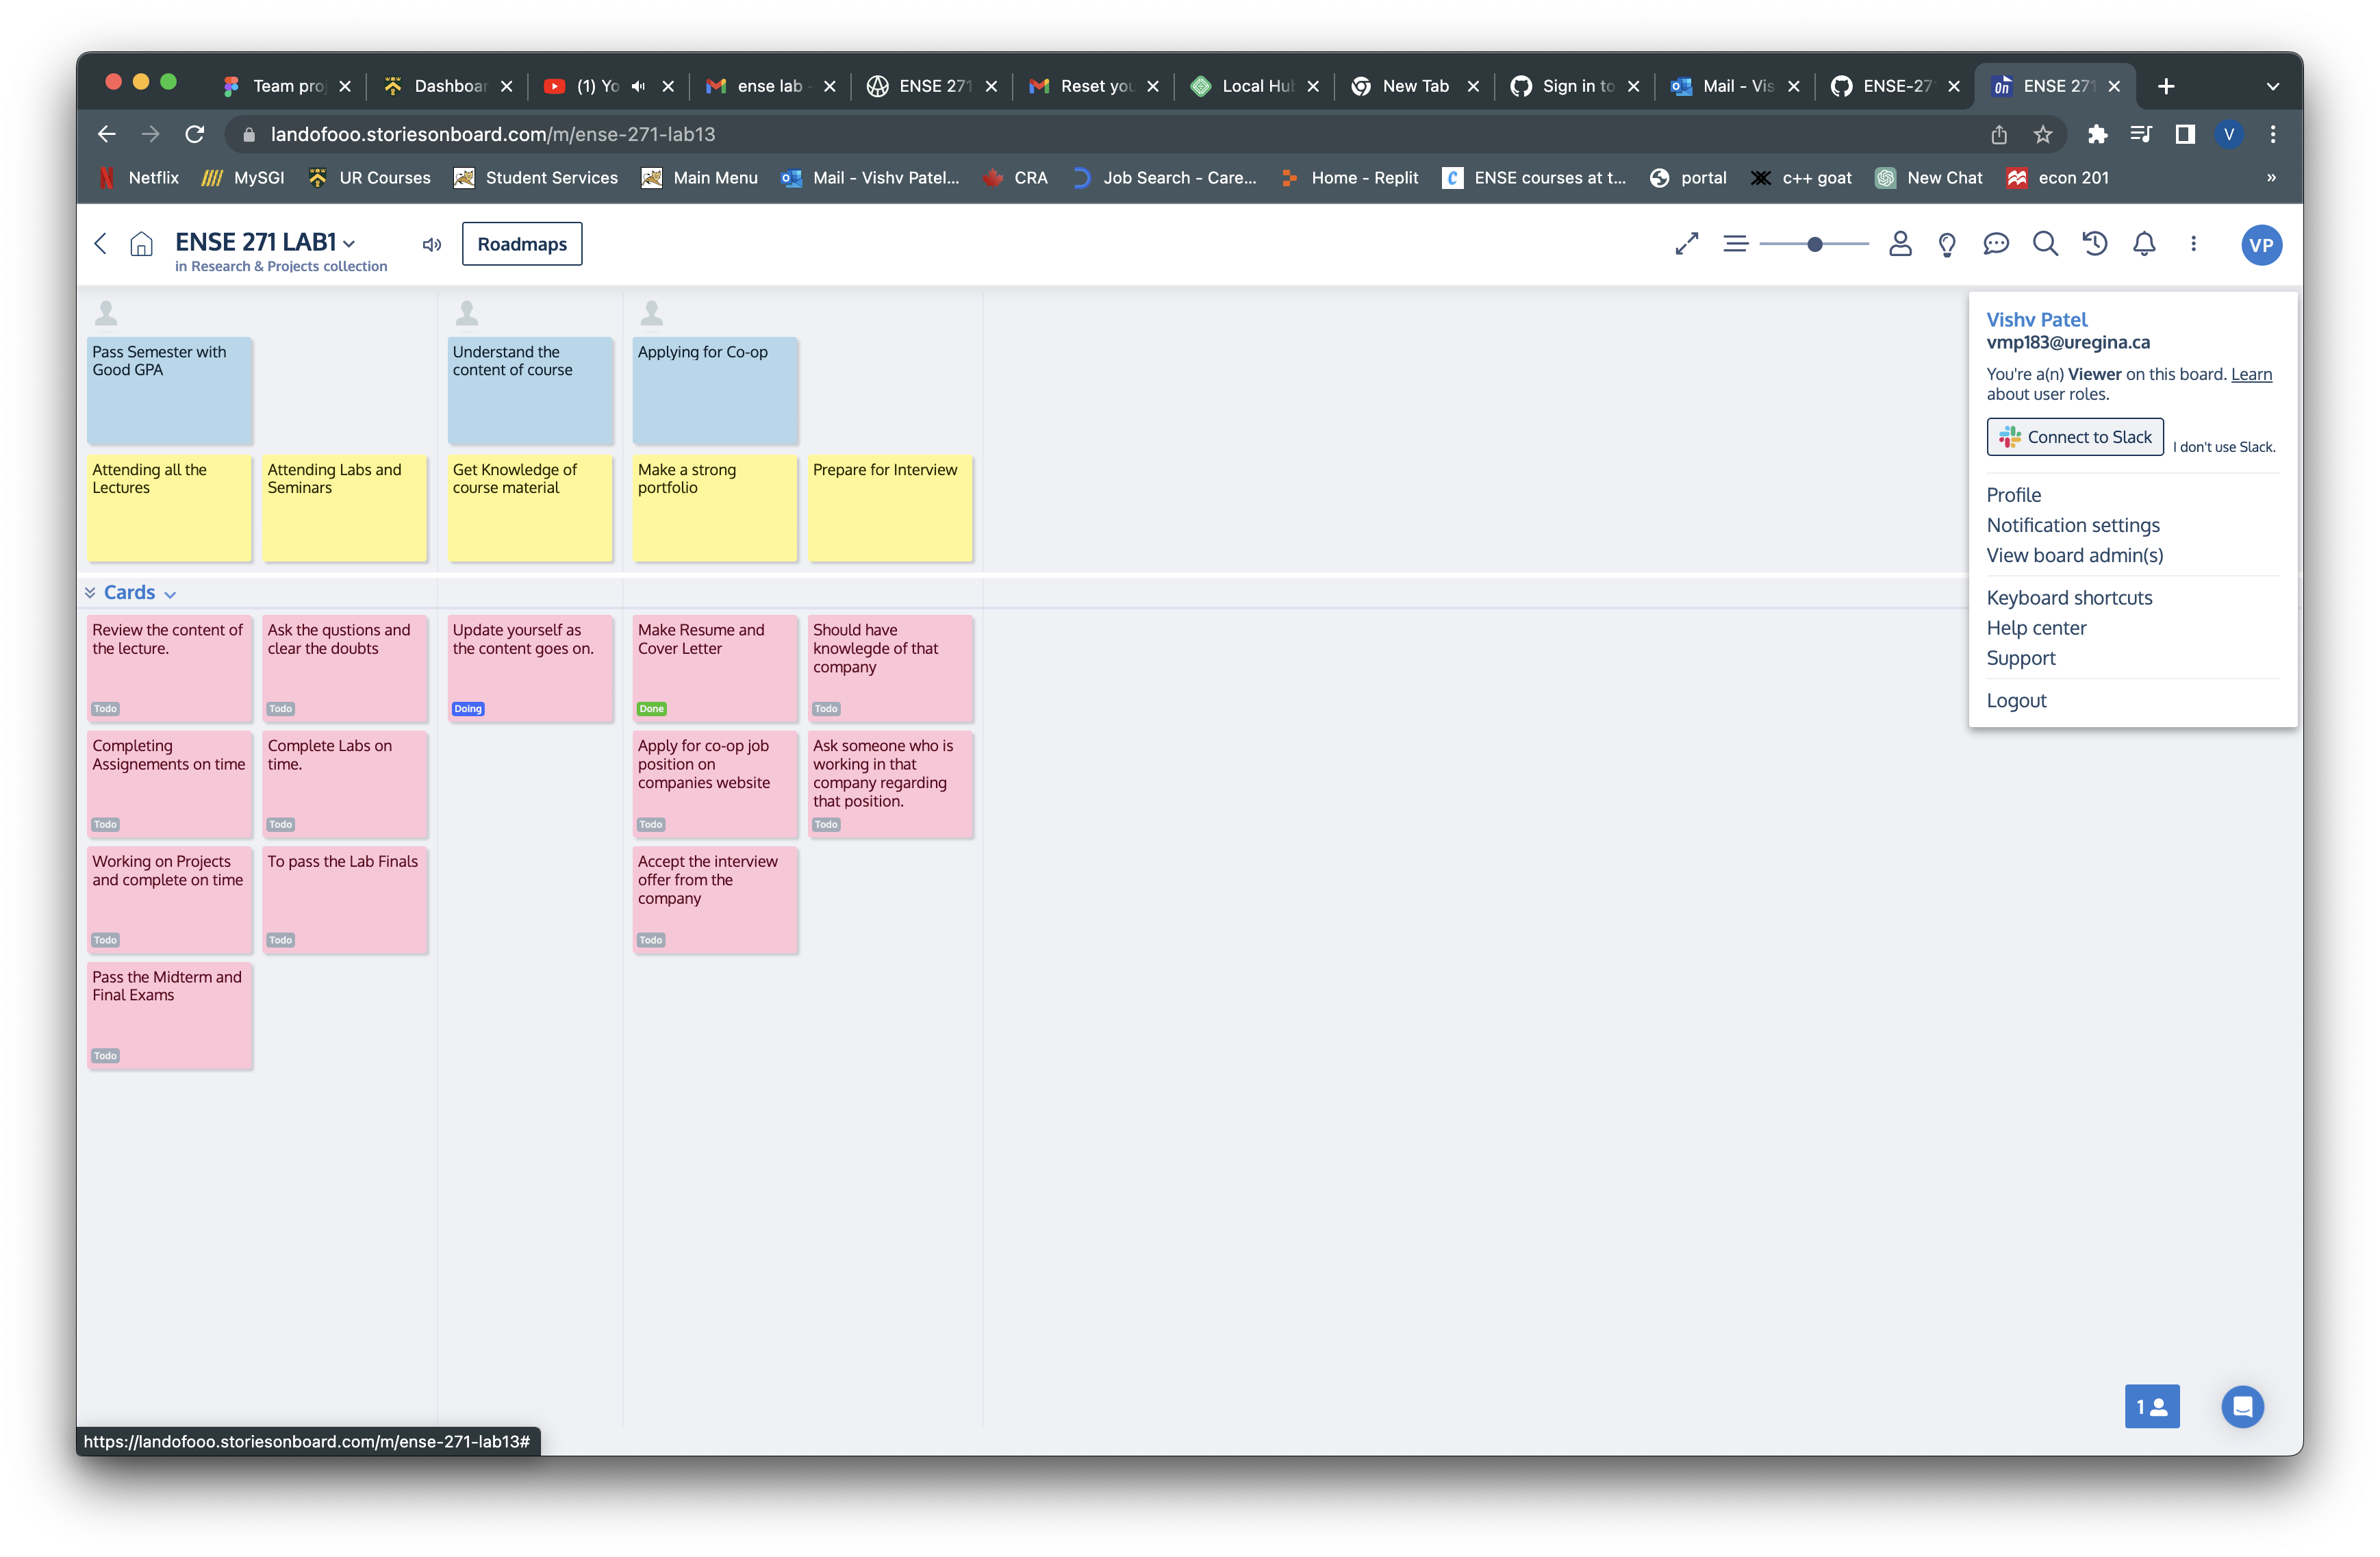 Team pro
Dashboar
(1) Yo
ense lab
ENSE 271
Reset you
Local Hu
New Tab
Sign in to
Mail - Vis
ENSE-27
On
ENSE 271
landofooo.storiesonboard.com/m/ense-271-lab13
V
Netflix
MySGI
UR Courses
Student Services
Main Menu
Mail - Vishv Patel...
CRA
Job Search - Care...
Home - Replit
ENSE courses at t...
portal
c++ goat
New Chat
econ 201
»
ENSE 271 LAB1
in Research & Projects collection
Roadmaps
VP
Pass Semester with
Good GPA
Understand the
content of course
Applying for Co-op
Attending all the
Lectures
Attending Labs and
Seminars
Get Knowledge of
course material
Make a strong
portfolio
Prepare for Interview
Cards
Review the content of
the lecture.
Todo
Ask the qustions and
clear the doubts
Todo
Update yourself as
the content goes on.
Doing
Make Resume and
Cover Letter
Done
Should have
knowlegde of that
company
Todo
Completing
Assignements on time
Todo
Complete Labs on
time.
Todo
Apply for co-op job
position on
companies website
Todo
Ask someone who is
working in that
company regarding
that position.
Todo
Working on Projects
and complete on time
Todo
To pass the Lab Finals
Todo
Accept the interview
offer from the
company
Todo
Pass the Midterm and
Final Exams
Todo
Vishv Patel
vmp183@uregina.ca
You're a(n) Viewer on this board. Learn
about user roles.
Connect to Slack
I don't use Slack.
Profile
Notification settings
View board admin(s)
Keyboard shortcuts
Help center
Support
Logout
1
https://landofooo.storiesonboard.com/m/ense-271-lab13#